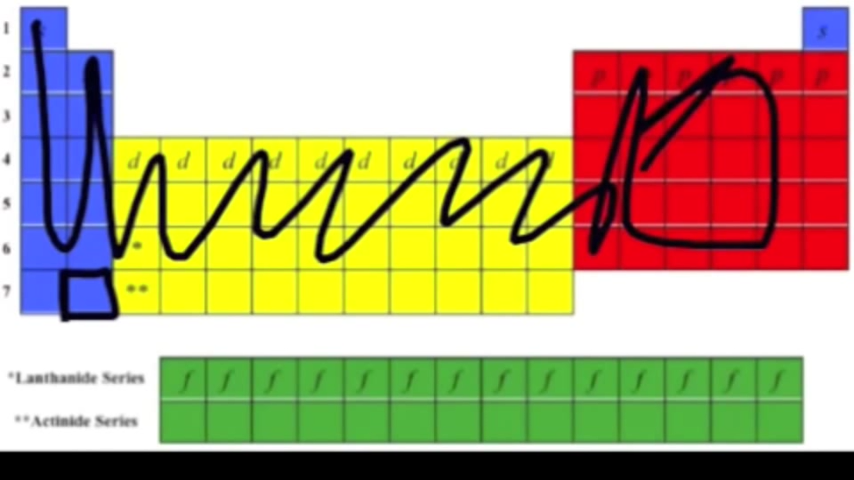 1 s
2 p p p p p
3
4 d d d d d d d d d
5
6 *
7 **
*Lanthanide Series f f f f f f f f f f f f f f
**Actinide Series